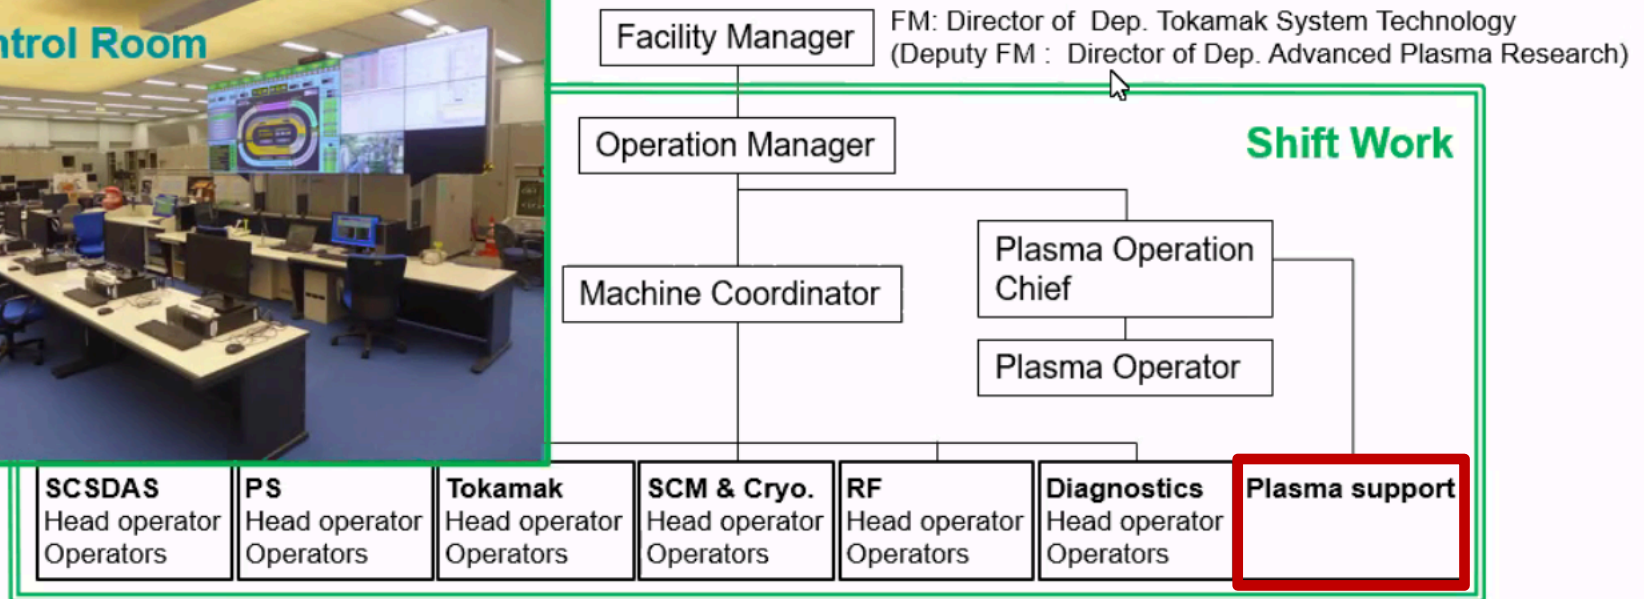 ntrol Room
Facility Manager
FM: Director of Dep. Tokamak System Technology
(Deputy FM : Director of Dep. Advanced Plasma Research)
Operation Manager
Shift Work
Plasma Operation
Chief
Machine Coordinator
Plasma Operator
SCSDAS
Head operator
Operators
PS
Head operator
Operators
Tokamak
Head operator
Operators
SCM & Cryo.
Head operator
Operators
RF
Head operator
Operators
Diagnostics
Head operator
Operators
Plasma support